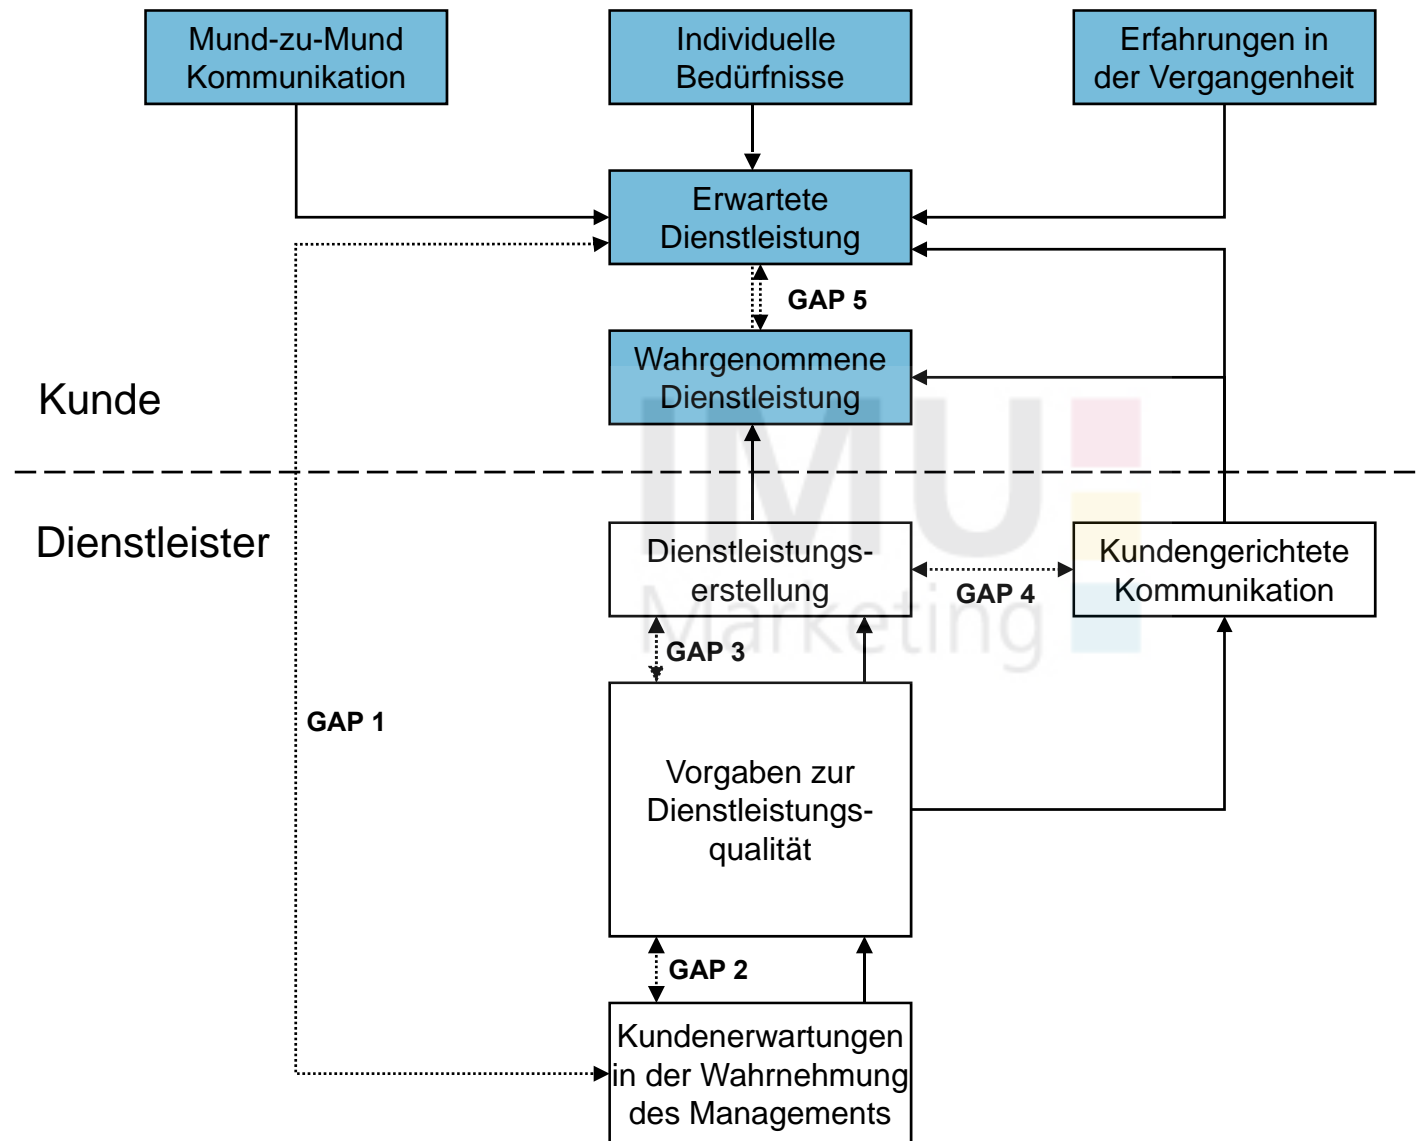 Mund-zu-Mund
Kommunikation
Individuelle
Bedürfnisse
Erfahrungen in
der Vergangenheit
Erwartete
Dienstleistung
GAP 5
Wahrgenommene
Dienstleistung
Kunde
IMU
Marketing
Dienstleister
Dienstleistungs-
erstellung
GAP 4
Kundengerichtete
Kommunikation
GAP 3
GAP 1
Vorgaben zur
Dienstleistungs-
qualität
GAP 2
Kundenerwartungen
in der Wahrnehmung
des Managements